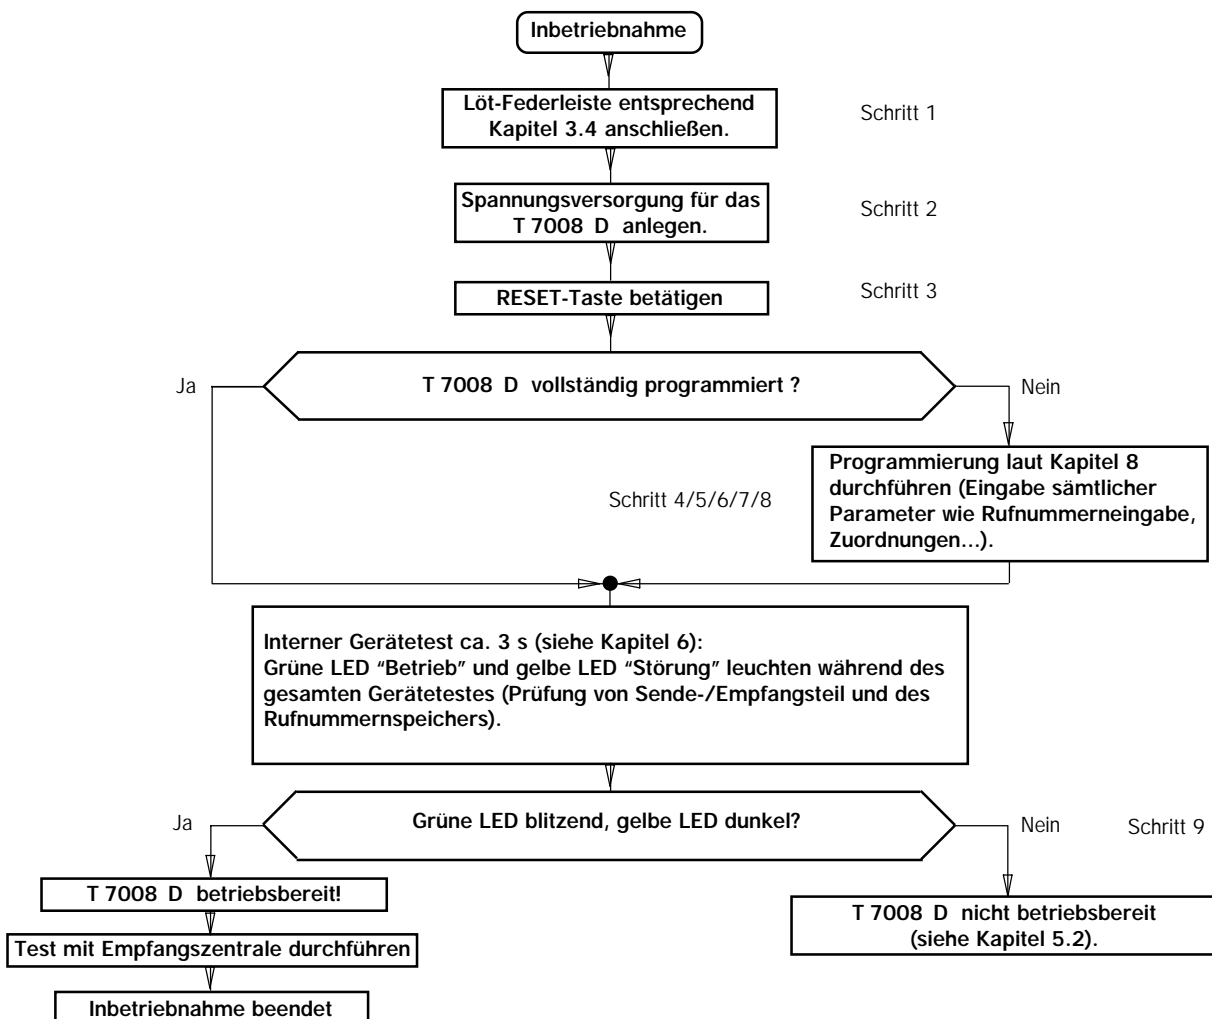 Inbetriebnahme
Löt-Federleiste entsprechend
Kapitel 3.4 anschließen.
Schritt 1
Spannungsversorgung für das
T 7008 D anlegen.
Schritt 2
RESET-Taste betätigen
Schritt 3
Ja
T 7008 D vollständig programmiert ?
Nein
Programmierung laut Kapitel 8
durchführen (Eingabe sämtlicher
Parameter wie Rufnummerneingabe,
Zuordnungen...).
Schritt 4/5/6/7/8
Interner Gerätetest ca. 3 s (siehe Kapitel 6):
Grüne LED “Betrieb” und gelbe LED “Störung” leuchten während des
gesamten Gerätetestes (Prüfung von Sende-/Empfangsteil und des
Rufnummernspeichers).
Ja
Grüne LED blitzend, gelbe LED dunkel?
Nein
Schritt 9
T 7008 D betriebsbereit!
T 7008 D nicht betriebsbereit
(siehe Kapitel 5.2).
Test mit Empfangszentrale durchführen
Inbetriebnahme beendet